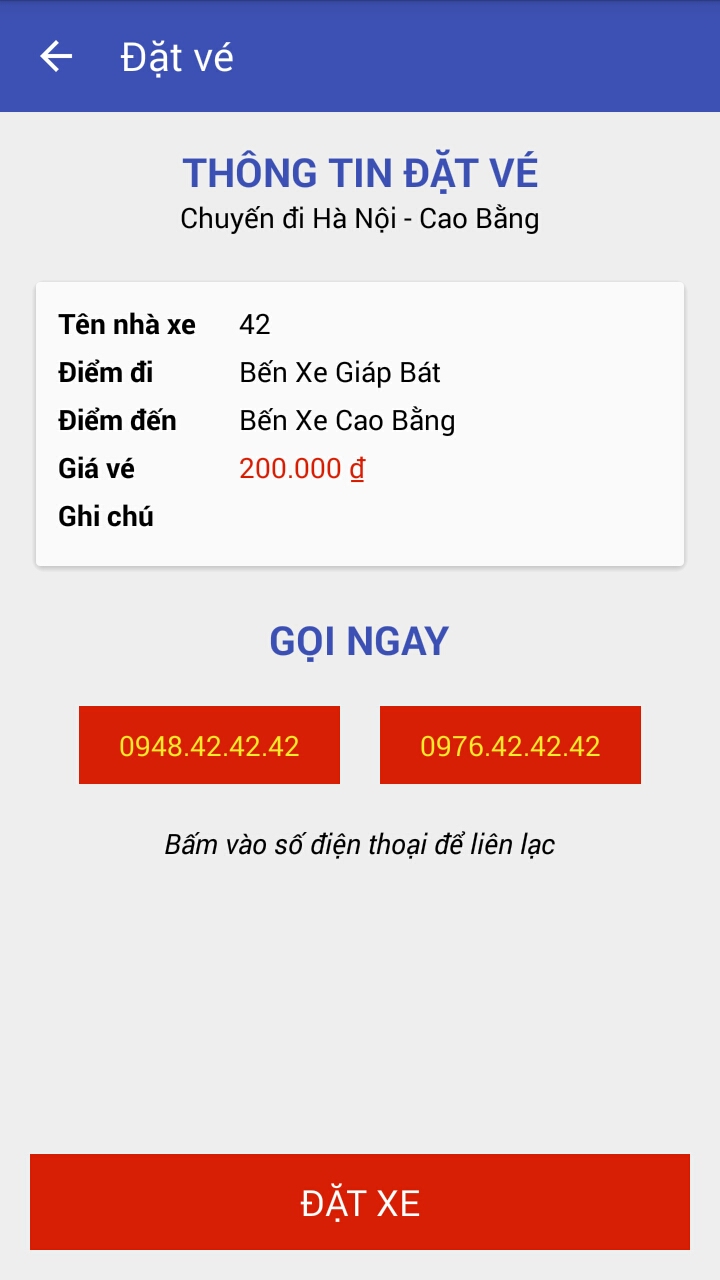 Đặt vé
THÔNG TIN ĐẶT VÉ
Chuyến đi Hà Nội - Cao Bằng
Tên nhà xe 42
Điểm đi Bến Xe Giáp Bát
Điểm đến Bến Xe Cao Bằng
Giá vé 200.000 ₫
Ghi chú
GỌI NGAY
0948.42.42.42 0976.42.42.42
Bấm vào số điện thoại để liên lạc
ĐẶT XE